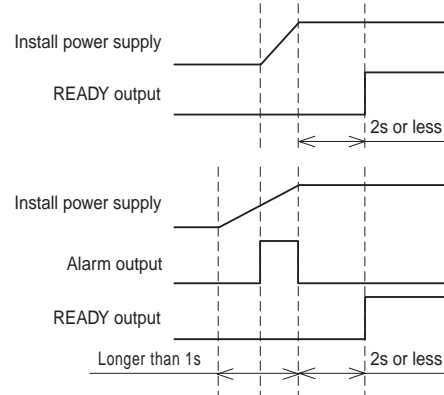 Install power supply
READY output
2s or less
Install power supply
Alarm output
READY output
Longer than 1s
2s or less